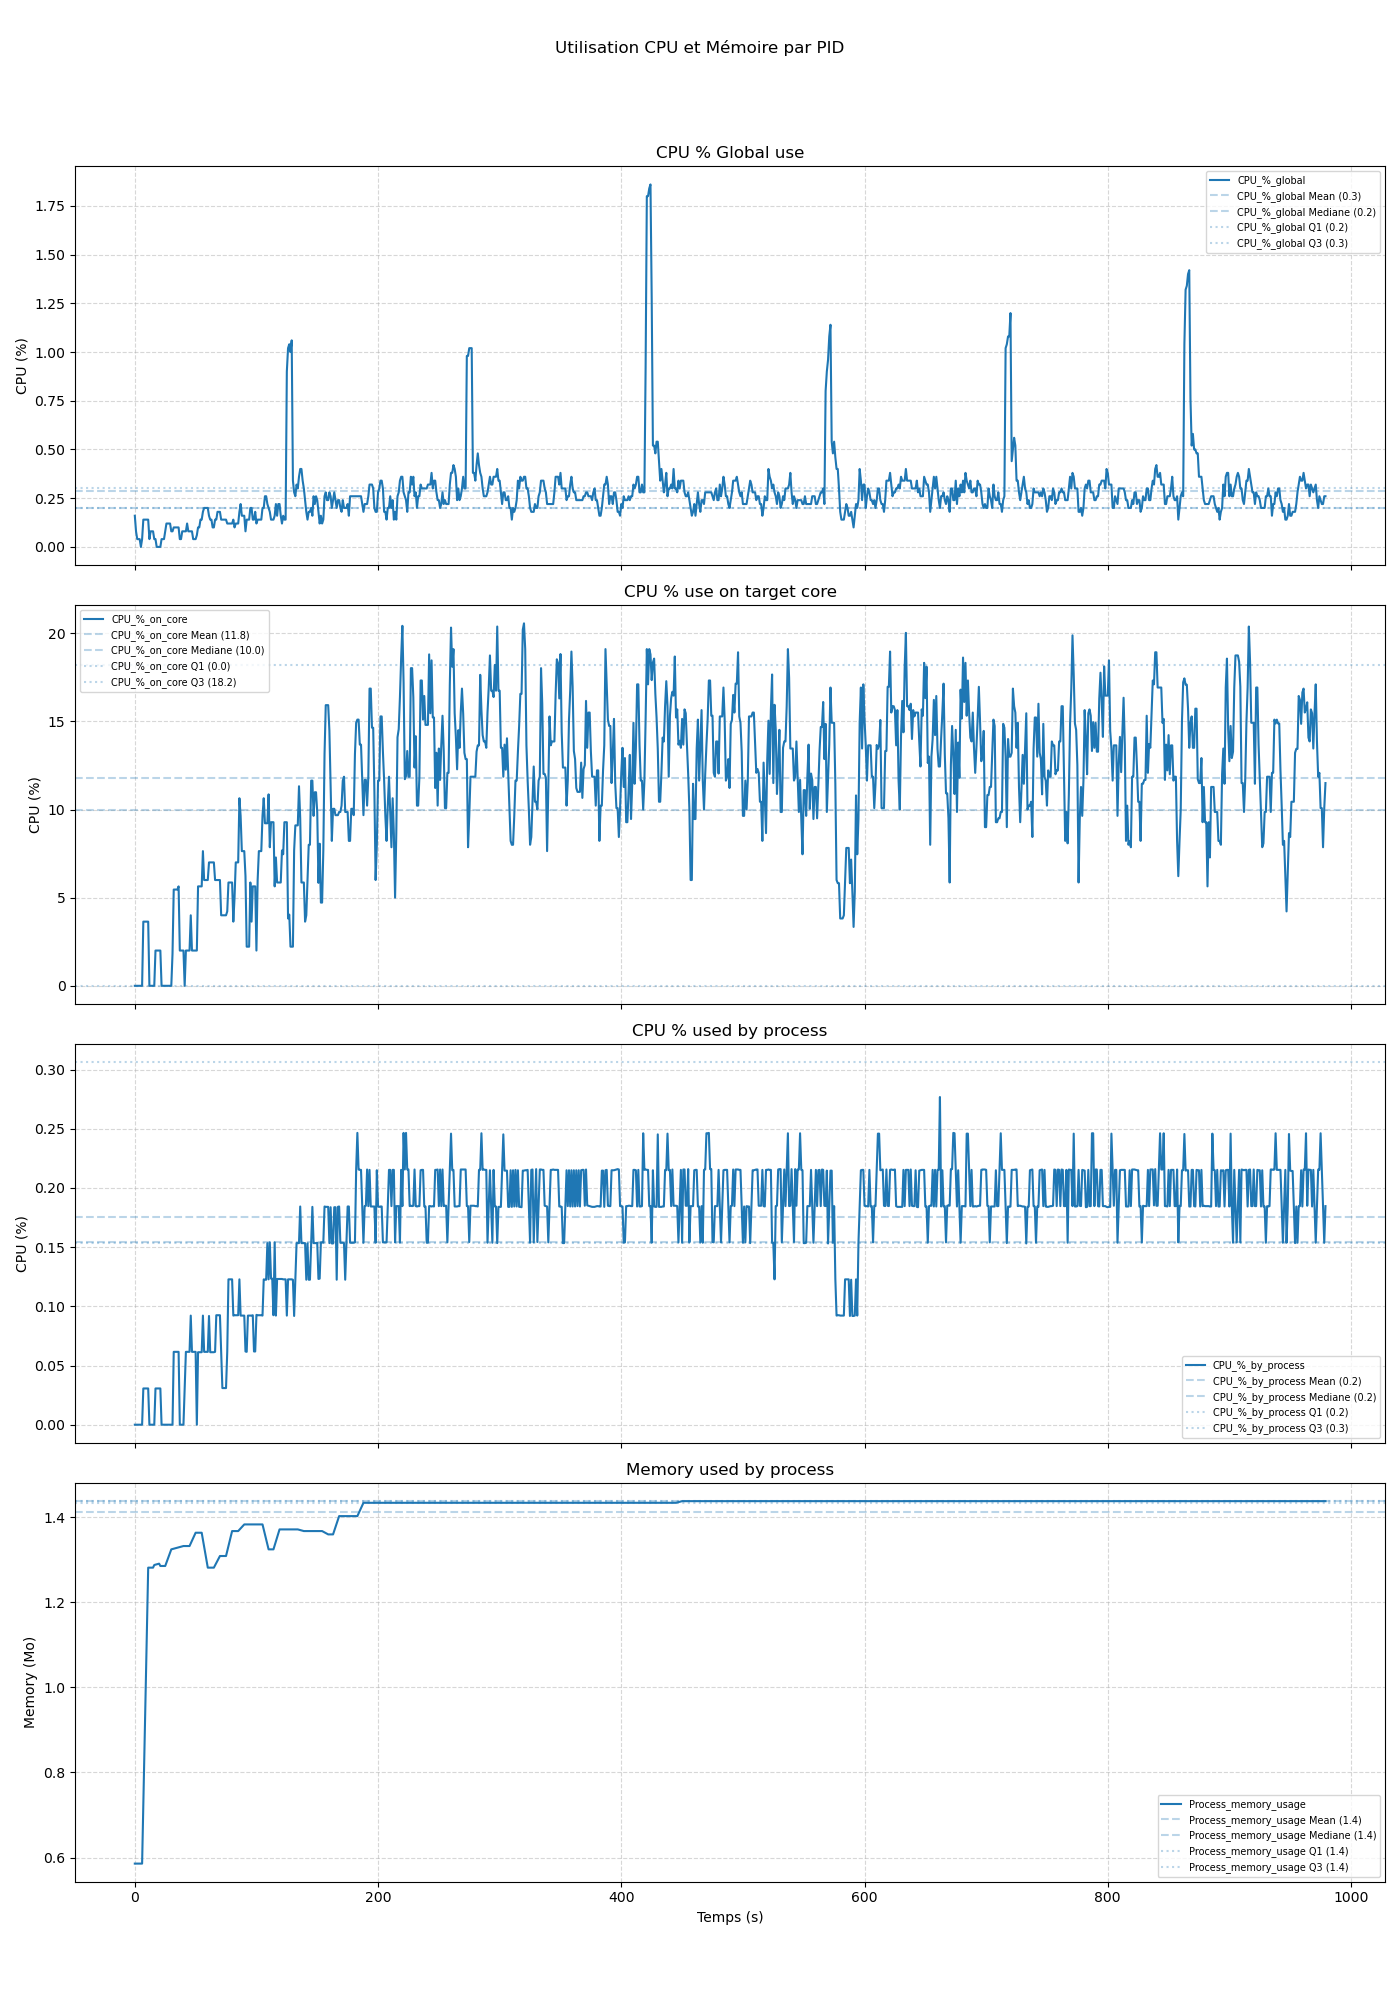 Utilisation CPU et Mémoire par PID
CPU % Global use
CPU (%)
1.75
1.50
1.25
1.00
0.75
0.50
0.25
0.00
CPU_%_global
CPU_%_global Mean (0.3)
CPU_%_global Mediane (0.2)
CPU_%_global Q1 (0.2)
CPU_%_global Q3 (0.3)
CPU % use on target core
CPU (%)
20
15
10
5
0
CPU_%_on_core
CPU_%_on_core Mean (11.8)
CPU_%_on_core Mediane (10.0)
CPU_%_on_core Q1 (0.0)
CPU_%_on_core Q3 (18.2)
CPU % used by process
CPU (%)
0.30
0.25
0.20
0.15
0.10
0.05
0.00
CPU_%_by_process
CPU_%_by_process Mean (0.2)
CPU_%_by_process Mediane (0.2)
CPU_%_by_process Q1 (0.2)
CPU_%_by_process Q3 (0.3)
Memory used by process
Memory (Mo)
1.4
1.2
1.0
0.8
0.6
Process_memory_usage
Process_memory_usage Mean (1.4)
Process_memory_usage Mediane (1.4)
Process_memory_usage Q1 (1.4)
Process_memory_usage Q3 (1.4)
0 200 400 600 800 1000
Temps (s)